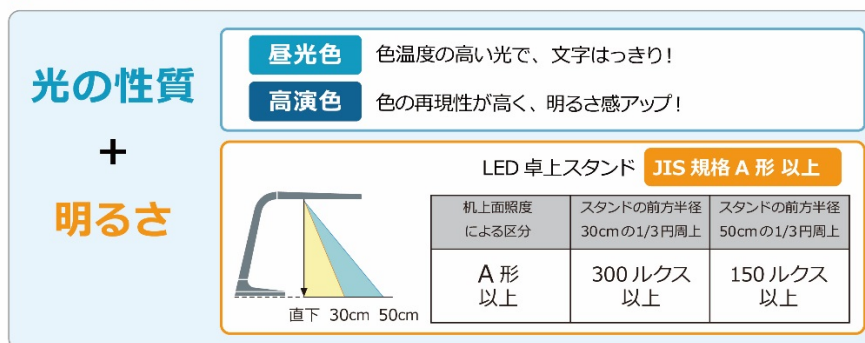 光の性質
+
明るさ
昼光色 色温度の高い光で、文字はっきり！
高演色 色の再現性が高く、明るさ感アップ！
LED 卓上スタンド JIS 規格 A 形 以上
直下 30cm 50cm
机上面照度 スタンドの前方半径 スタンドの前方半径
による区分 30cmの1/3円周上 50cmの1/3円周上
A 形 300 ルクス 150 ルクス
以上 以上 以上